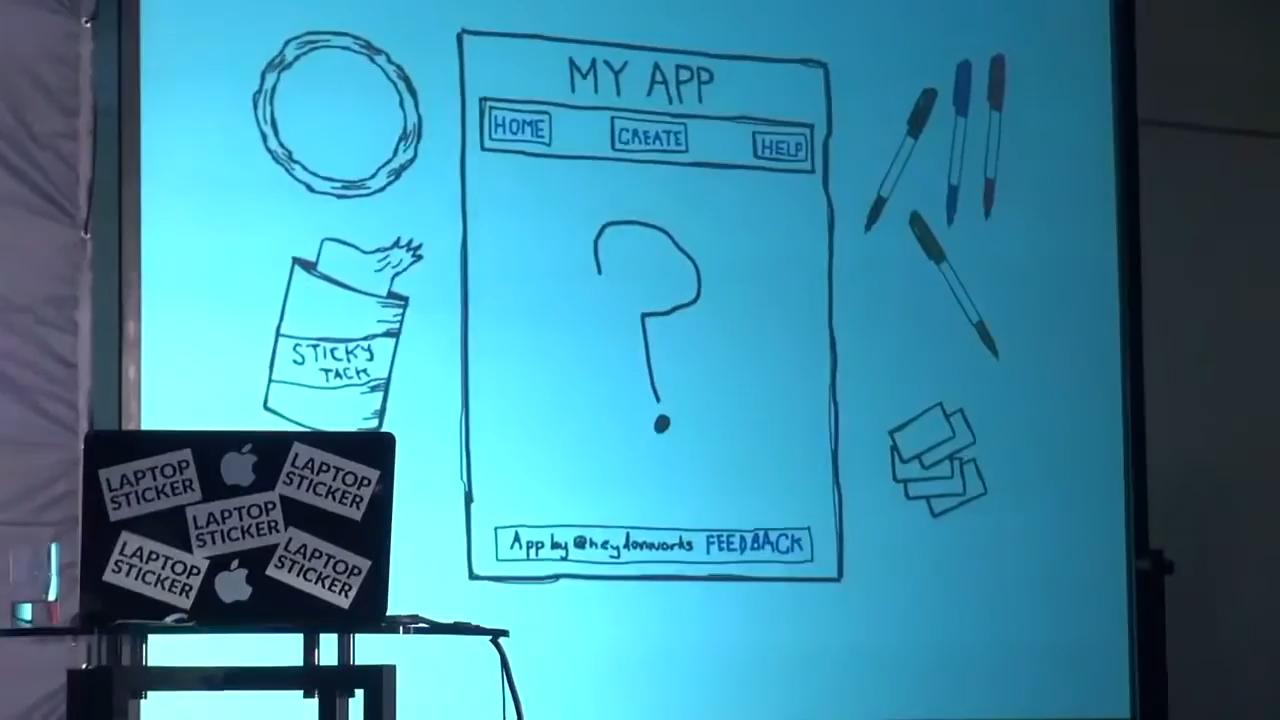 MY APP
HOME CREATE HELP
STICKY
TACK
App by @heydonworks FEEDBACK
LAPTOP
STICKER
LAPTOP
STICKER
LAPTOP
STICKER
LAPTOP
STICKER
LAPTOP
STICKER